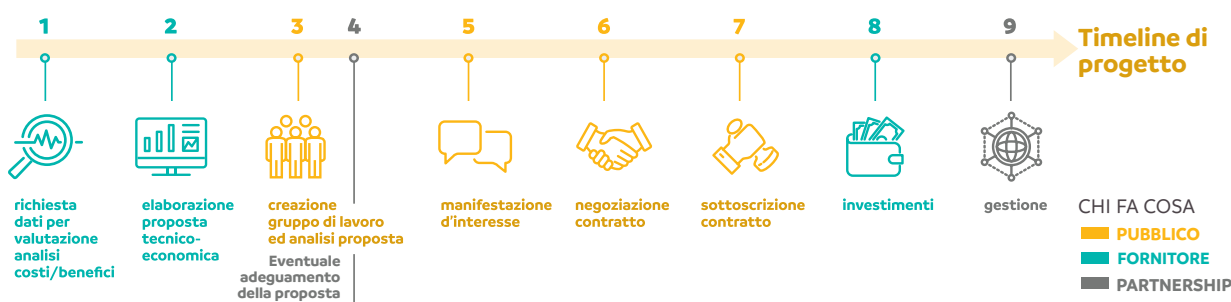 1
2
3
4
5
6
7
8
9
Timeline di
progetto
richiesta
dati per
valutazione
analisi
costi/benefici
elaborazione
proposta
tecnico-
economica
creazione
gruppo di lavoro
ed analisi proposta
Eventuale
adeguamento
della proposta
manifestazione
d'interesse
negoziazione
contratto
sottoscrizione
contratto
investimenti
gestione
CHI FA COSA
PUBBLICO
FORNITORE
PARTNERSHIP